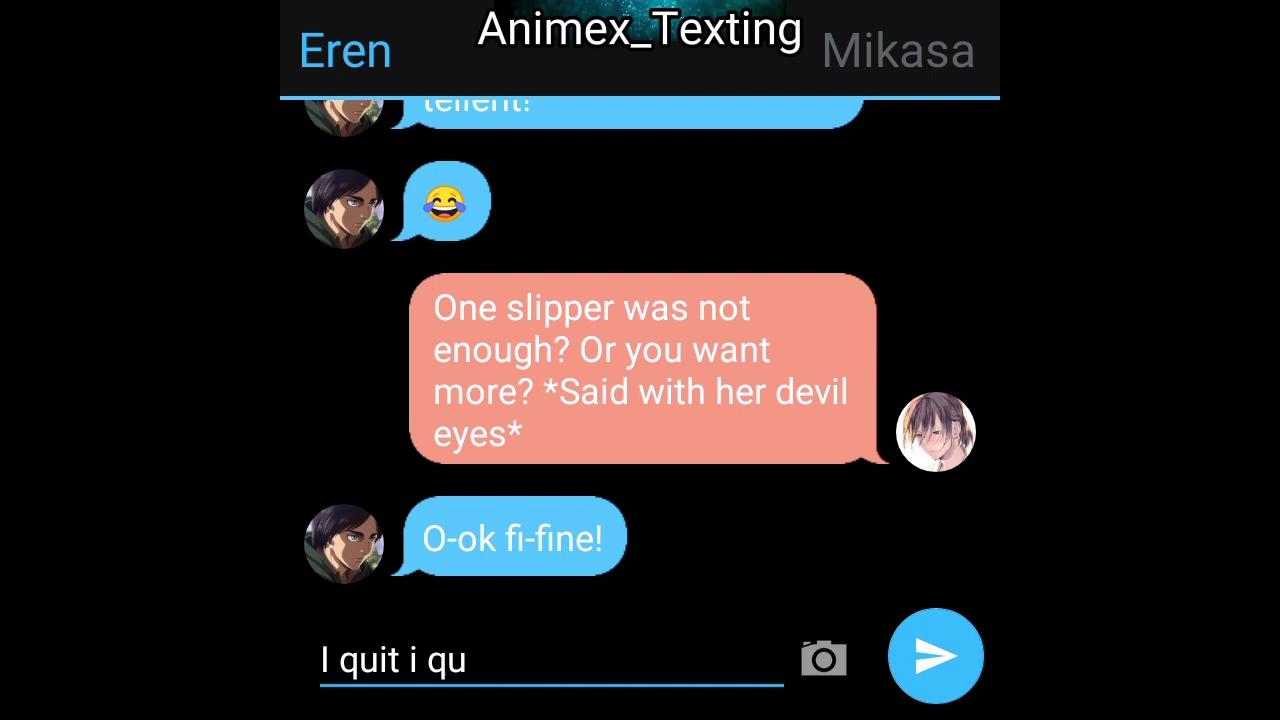 Animex_Texting
Eren
Mikasa
One slipper was not
enough? Or you want
more? *Said with her devil
eyes*
O-ok fi-fine!
I quit i qu